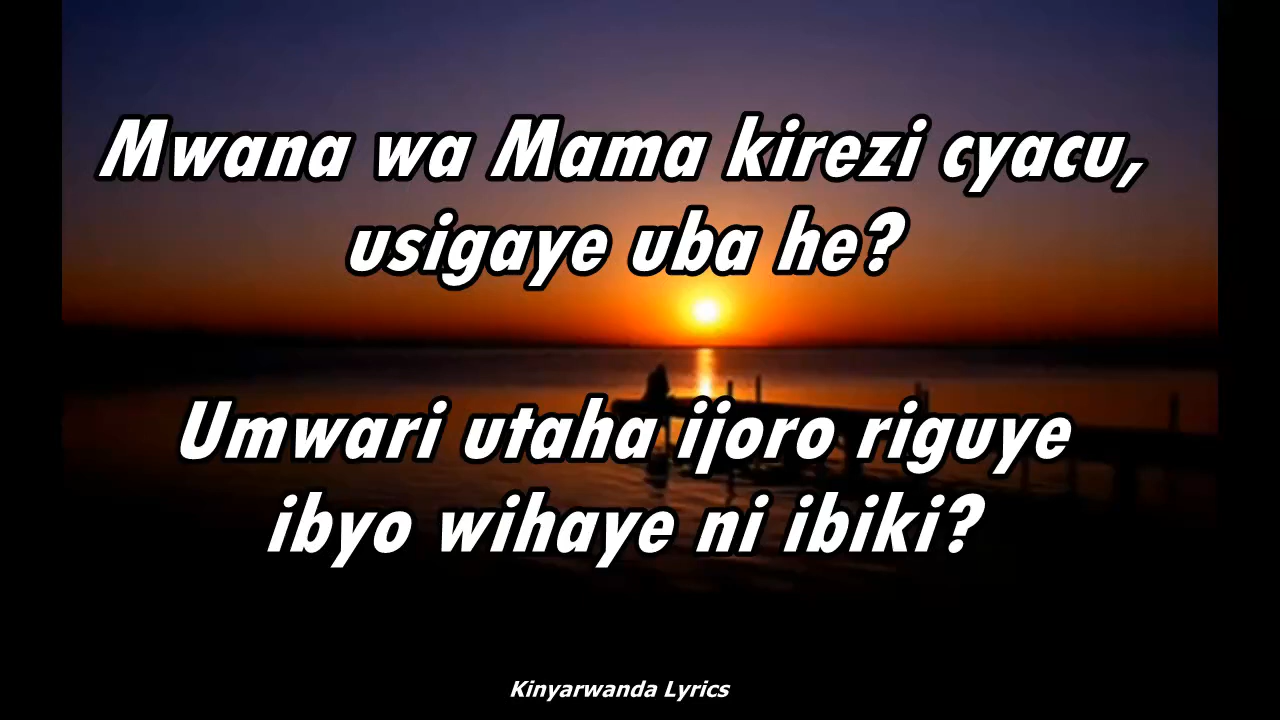 Mwana wa Mama kirezi cyacu,
usigaye uba he?
Umwari utaha ijoro riguye
ibyo wihaye ni ibiki?
Kinyarwanda Lyrics